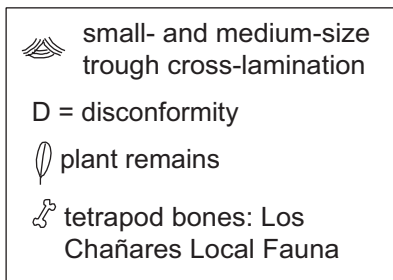 small- and medium-size
trough cross-lamination
D = disconformity
plant remains
tetrapod bones: Los
Chañares Local Fauna